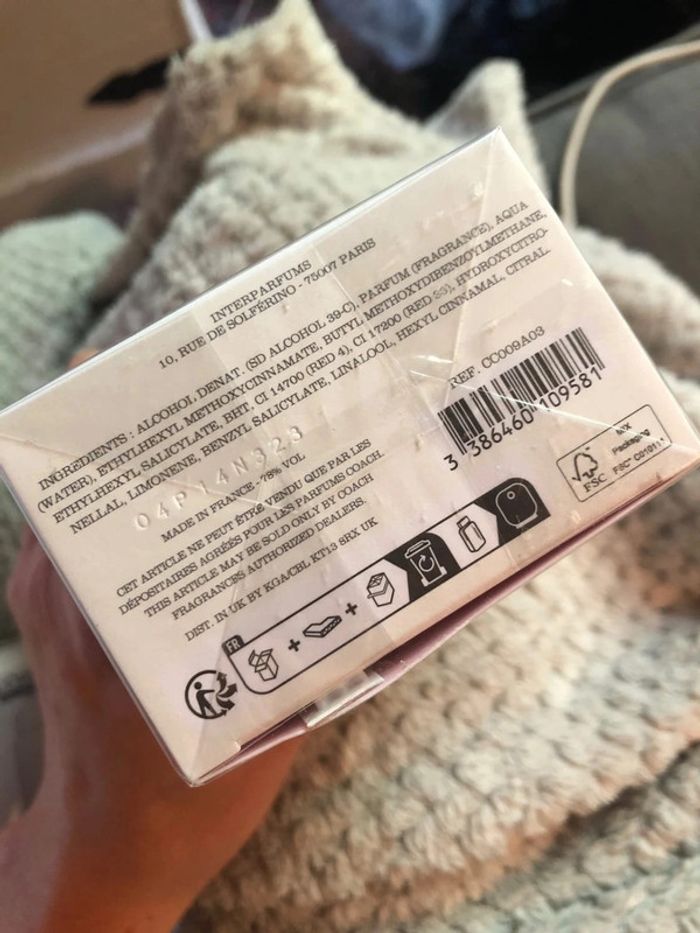 INTERPARFUMS
10, RUE DE SOLFÉRINO - 75007 PARIS
INGREDIENTS : ALCOHOL DENAT. (SD ALCOHOL 39-C), PARFUM (FRAGRANCE), AQUA
(WATER), ETHYLHEXYL METHOXYCINNAMATE, BUTYL METHOXYDIBENZOYLMETHANE,
ETHYLHEXYL SALICYLATE, BHT, CI 14700 (RED 4), CI 17200 (RED 33), HYDROXYCITRO-
NELLAL, LIMONENE, BENZYL SALICYLATE, LINALOOL, HEXYL CINNAMAL, CITRAL
04P 14N323
MADE IN FRANCE - 78% VOL
CET ARTICLE NE PEUT ÊTRE VENDU QUE PAR LES
DÉPOSITAIRES AGRÉÉS POUR LES PARFUMS COACH.
THIS ARTICLE MAY BE SOLD ONLY BY COACH
FRAGRANCES AUTHORIZED DEALERS.
DIST. IN UK BY KGA/CBL KT13 8RX UK
REF. CC009A03
3 386460 109581
FSC
MIX
Packaging
FR